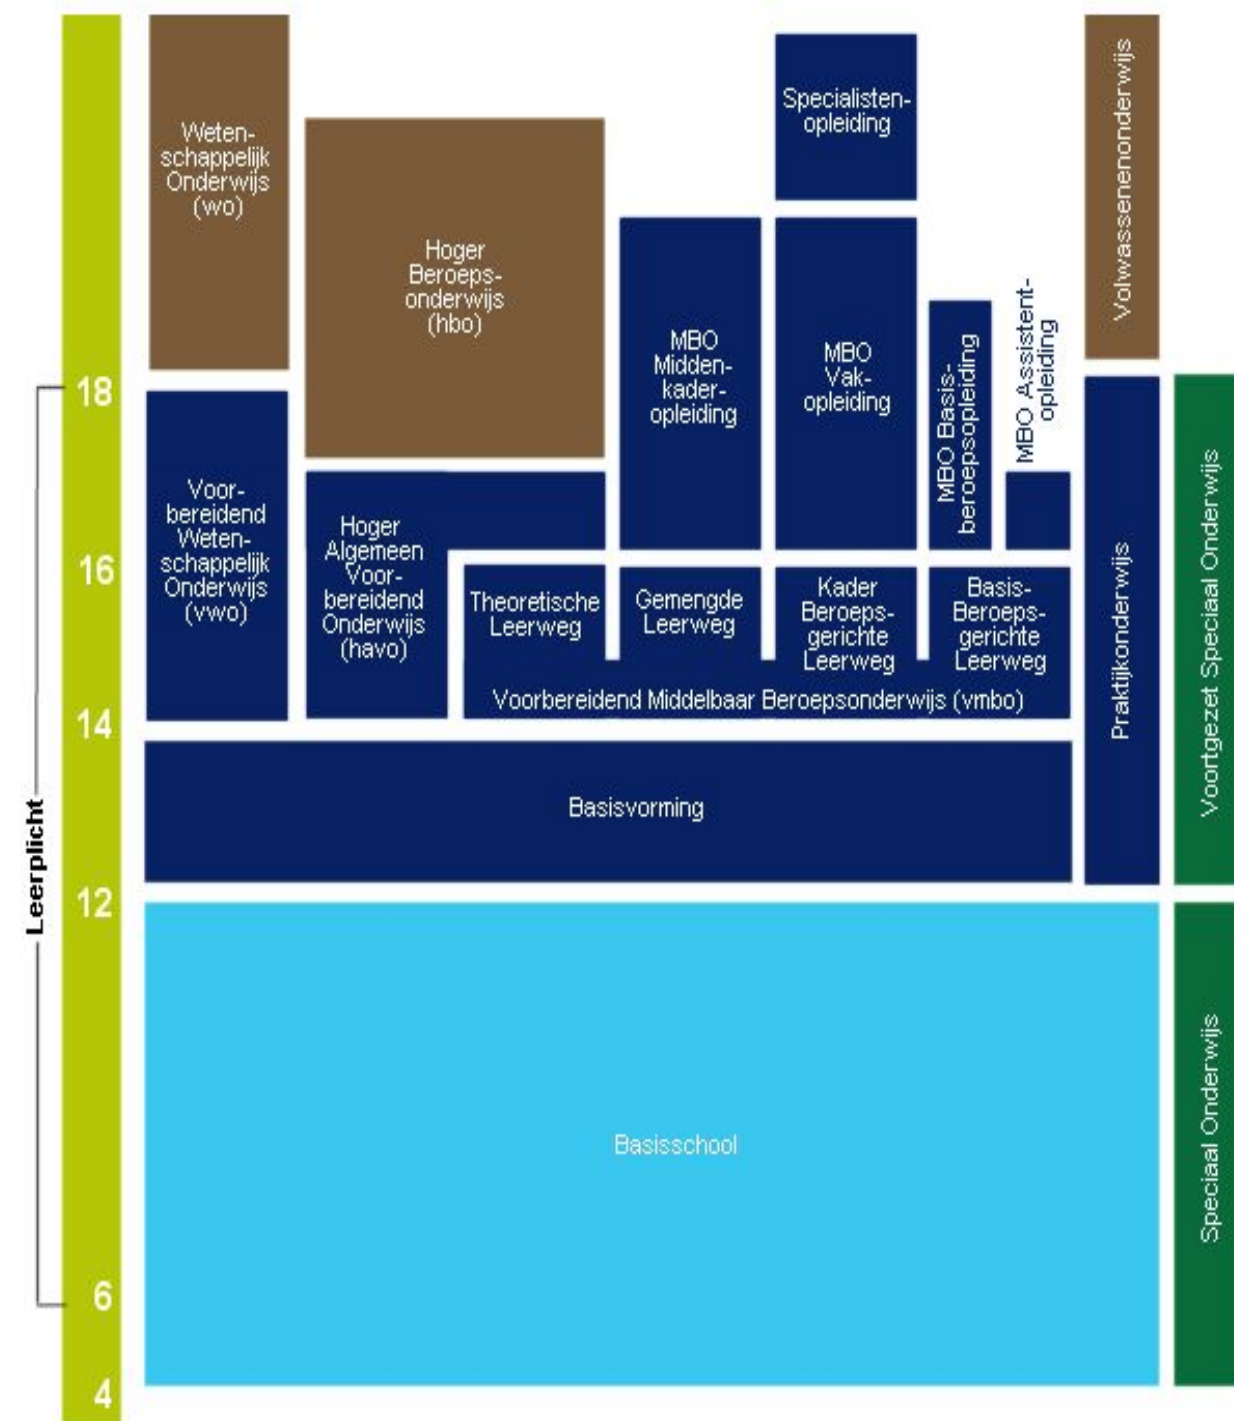 Weten-
schappelijk
Onderwijs
(wo)
Hoger
Beroeps-
onderwijs
(hbo)
Specialisten-
opleiding
MBO
Midden-
kader-
opleiding
MBO
Vak-
opleiding
MBO Basis-
beroepsopleiding
MBO Assistent-
opleiding
Volwassenenonderwijs
18
Voor-
bereidend
Weten-
schappelijk
Onderwijs
(vwo)
Hoger
Algemeen
Voor-
bereidend
Onderwijs
(havo)
16
Theoretische
Leerweg
Gemengde
Leerweg
Kader
Beroeps-
gerichte
Leerweg
Basis-
Beroeps-
gerichte
Leerweg
Voorbereidend Middelbaar Beroepsonderwijs (vmbo)
Praktijkonderwijs
Voortgezet Speciaal Onderwijs
14
Basisvorming
Leerplicht
12
Basisschool
Speciaal Onderwijs
6
4